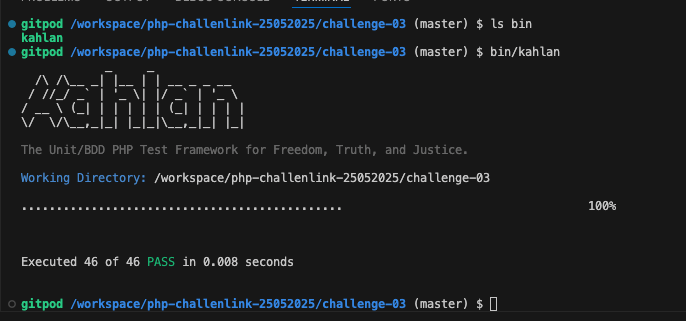 gitpod /workspace/php-challenlink-25052025/challenge-03 (master) $ ls bin
kahlan
gitpod /workspace/php-challenlink-25052025/challenge-03 (master) $ bin/kahlan
kahlan
The Unit/BDD PHP Test Framework for Freedom, Truth, and Justice.
Working Directory: /workspace/php-challenlink-25052025/challenge-03
.............................................. 100%
Executed 46 of 46 PASS in 0.008 seconds
gitpod /workspace/php-challenlink-25052025/challenge-03 (master) $